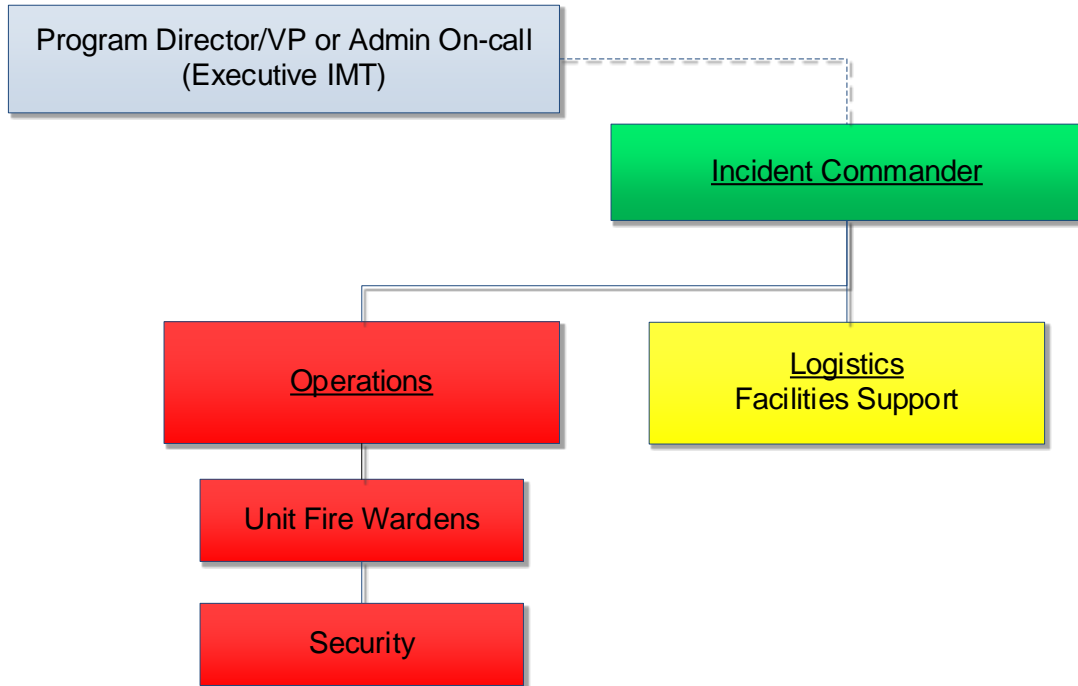 Program Director/VP or Admin On-call
(Executive IMT)
Incident Commander
Operations
Logistics
Facilities Support
Unit Fire Wardens
Security